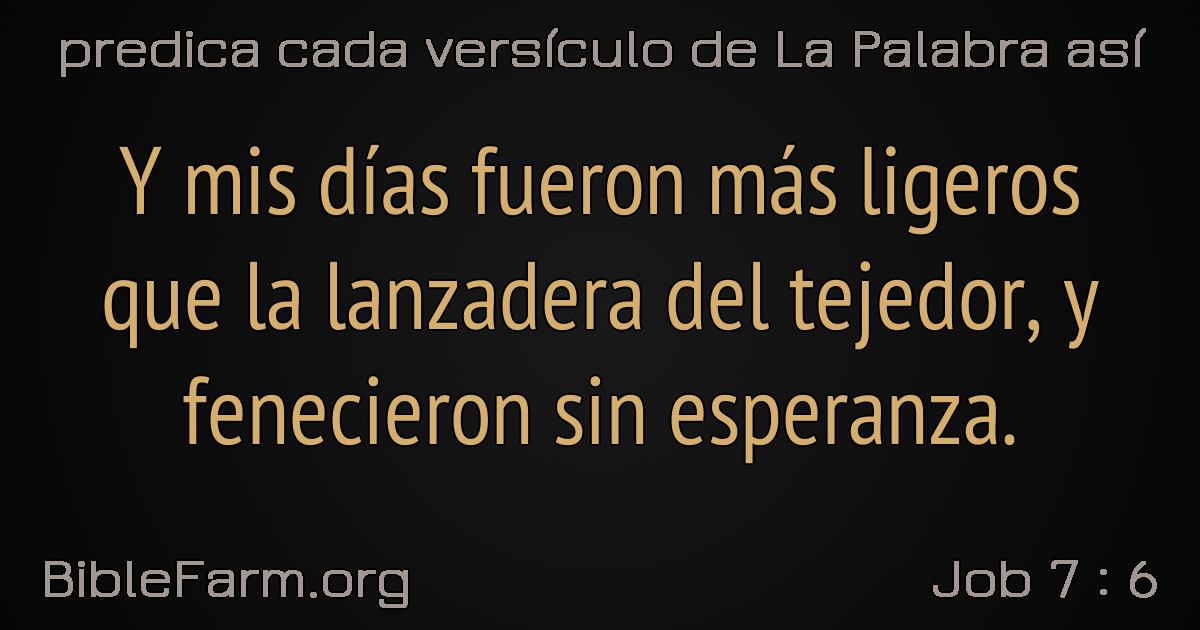 predica cada versículo de La Palabra así
Y mis días fueron más ligeros
que la lanzadera del tejedor, y
fenecieron sin esperanza.
BibleFarm.org
Job 7 : 6